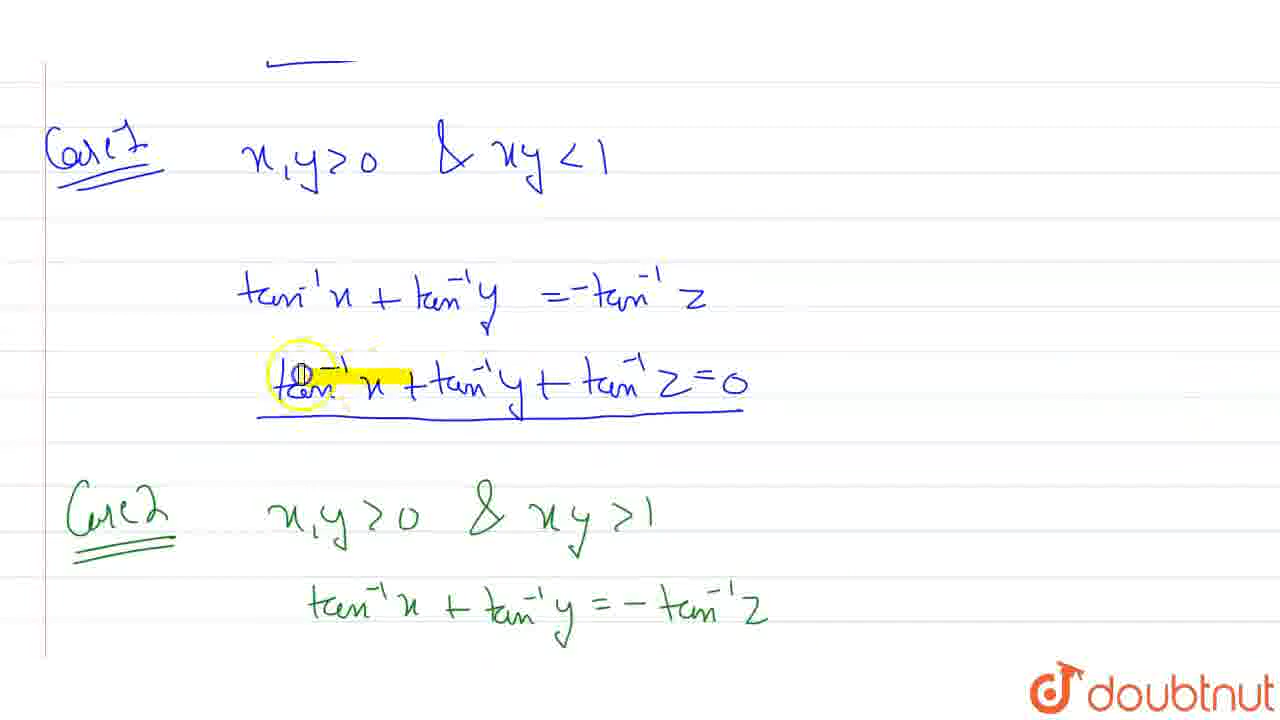 Case 1 x, y > 0 & xy < 1
tan⁻¹x + tan⁻¹y = -tan⁻¹z
tan⁻¹x + tan⁻¹y + tan⁻¹z = 0
Case 2 x, y > 0 & xy > 1
tan⁻¹x + tan⁻¹y = -tan⁻¹z
doubtnut